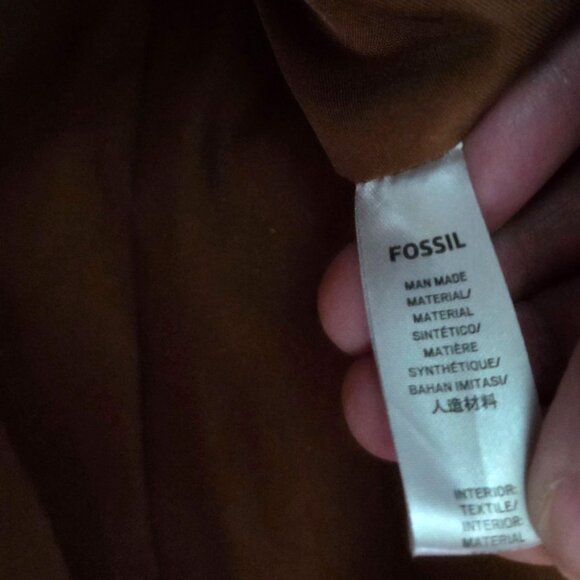 FOSSIL
MAN MADE
MATERIAL/
MATERIAL
SINTÉTICO/
MATIÈRE
SYNTHÉTIQUE/
BAHAN IMITASI/
人造材料
INTERIOR:
TEXTILE/
INTERIOR:
MATERIAL